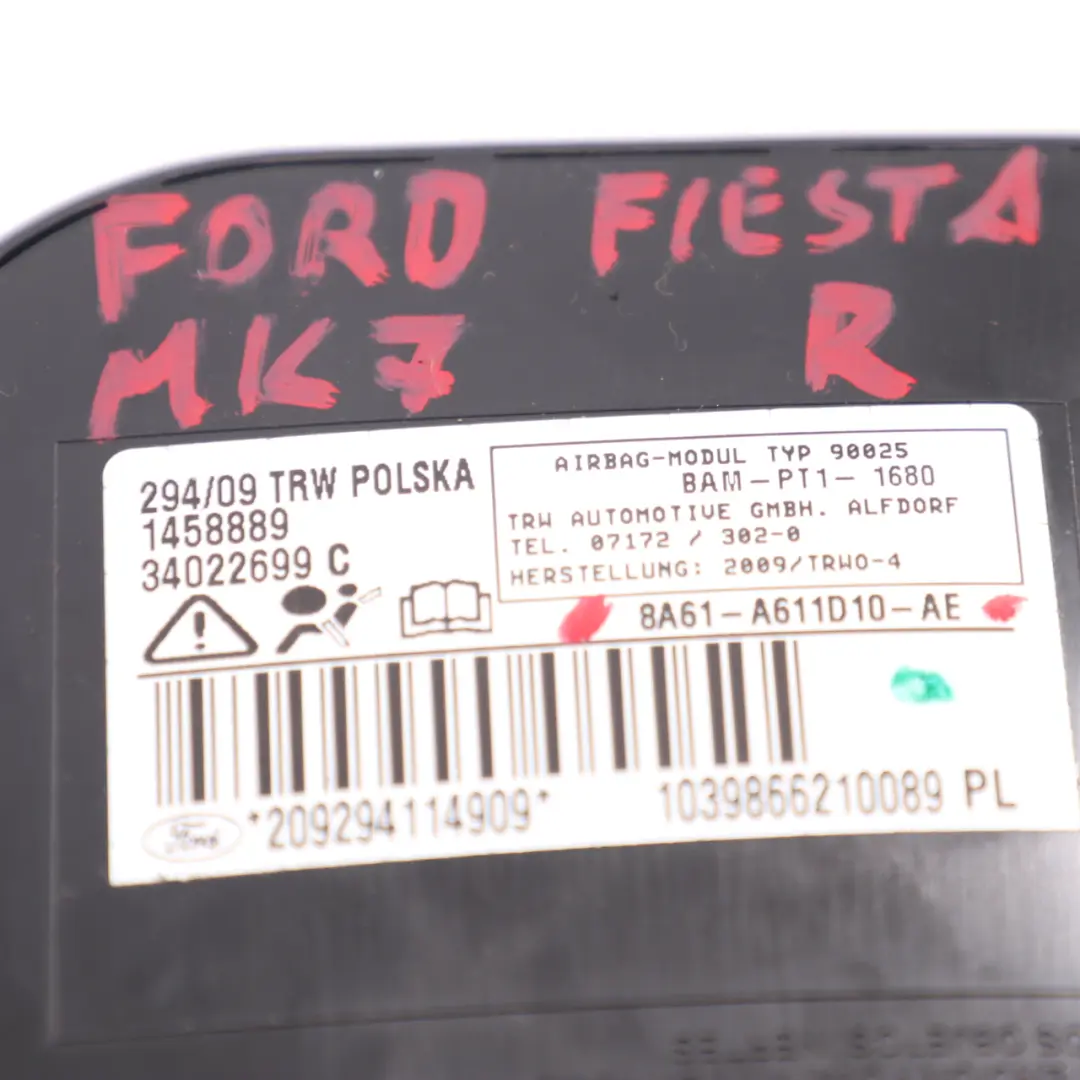 FORD FIESTA
MK7 R
294/09 TRW POLSKA
1458889
34022699 C
AIRBAG-MODUL TYP 90025
BAM-PT1-1680
TRW AUTOMOTIVE GMBH. ALFDORF
TEL. 07172 / 302-0
HERSTELLUNG: 2009/TRWO-4
8A61-A611D10-AE
Ford *209294114909* 1039866210089 PL